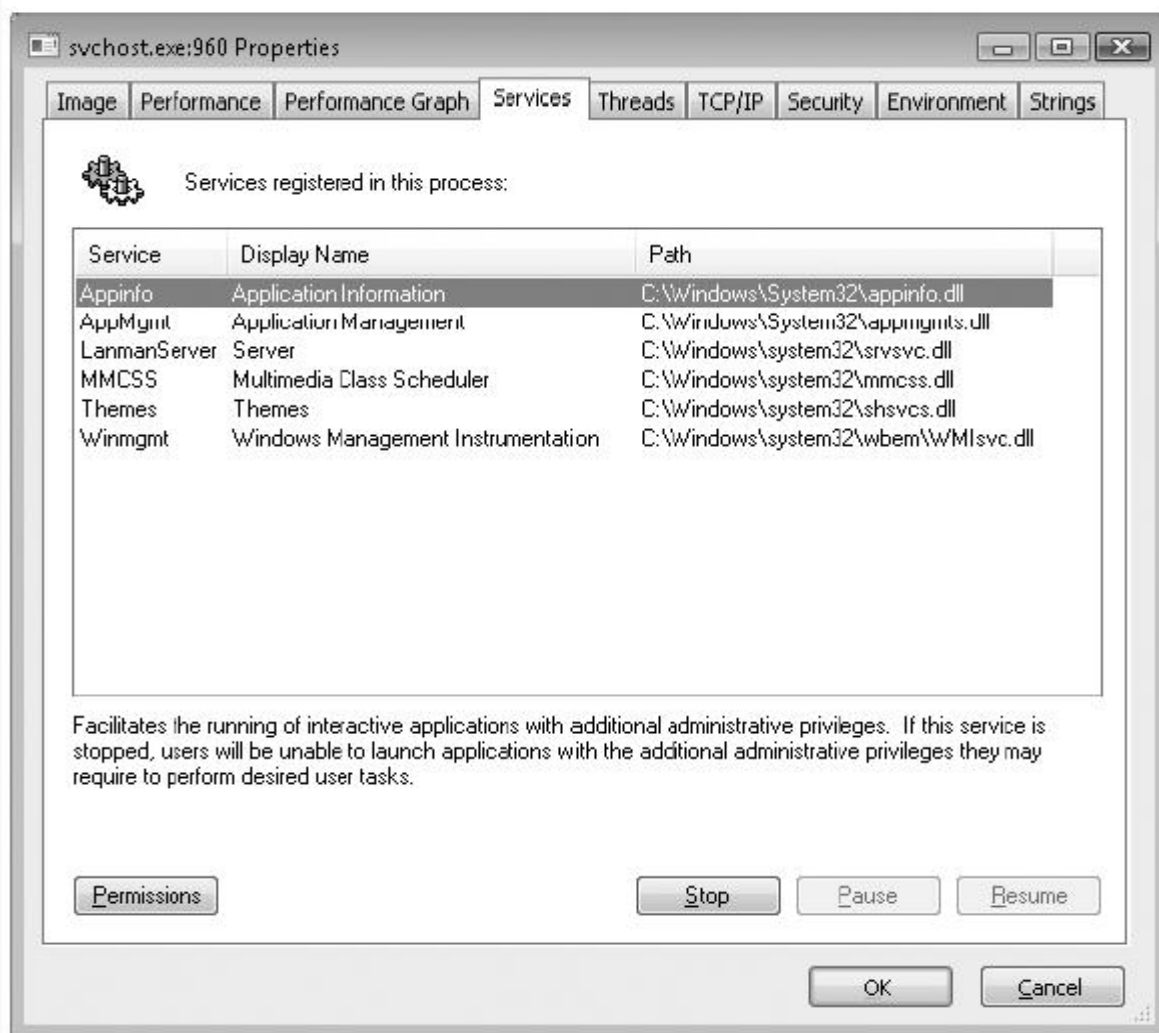 svchost.exe:960 Properties
Image Performance Performance Graph Services Threads TCP/IP Security Environment Strings
Services registered in this process:
Service Display Name Path
Appinfo Application Information C:\Windows\System32\appinfo.dll
AppMgmt Application Management C:\Windows\System32\appmgmts.dll
LanmanServer Server C:\Windows\system32\srvsvc.dll
MMCSS Multimedia Class Scheduler C:\Windows\system32\mmcss.dll
Themes Themes C:\Windows\system32\shsvcs.dll
Winmgmt Windows Management Instrumentation C:\Windows\system32\wbem\WMIsvc.dll
Facilitates the running of interactive applications with additional administrative privileges. If this service is
stopped, users will be unable to launch applications with the additional administrative privileges they may
require to perform desired user tasks.
Permissions Stop Pause Resume
OK Cancel